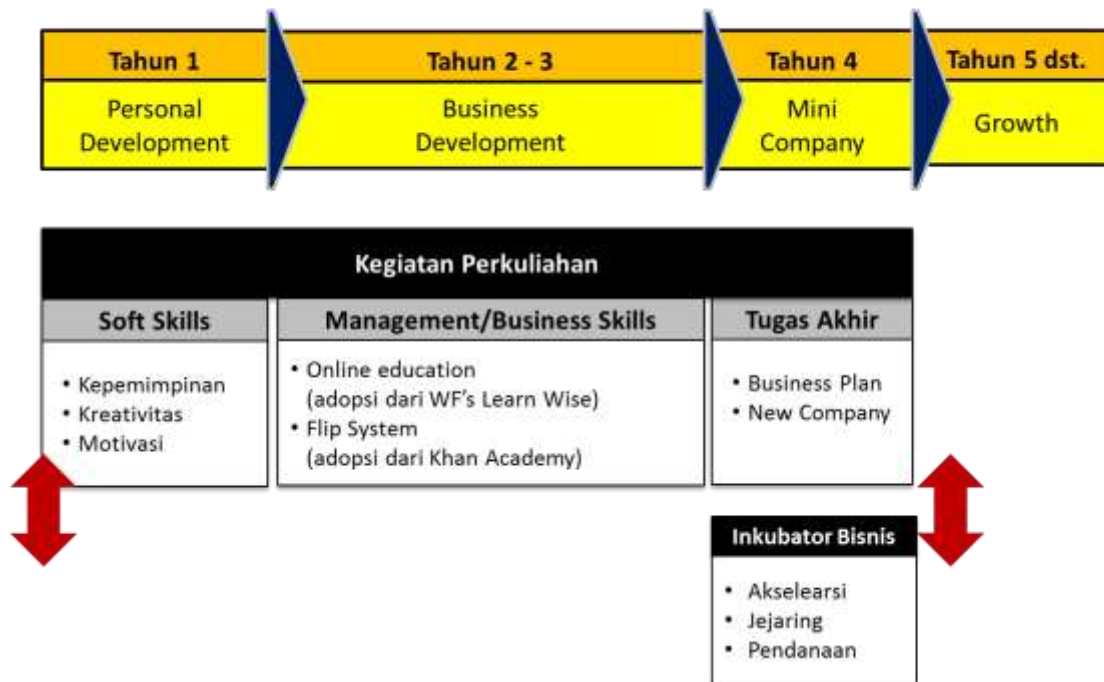 Tahun 1
Tahun 2 - 3
Tahun 4
Tahun 5 dst.
Personal
Development
Business
Development
Mini
Company
Growth
Kegiatan Perkuliahan
Soft Skills
Management/Business Skills
Tugas Akhir
• Kepemimpinan
• Kreativitas
• Motivasi
• Online education
(adopsi dari WF's Learn Wise)
• Flip System
(adopsi dari Khan Academy)
• Business Plan
• New Company
Inkubator Bisnis
• Akselearsi
• Jejaring
• Pendanaan